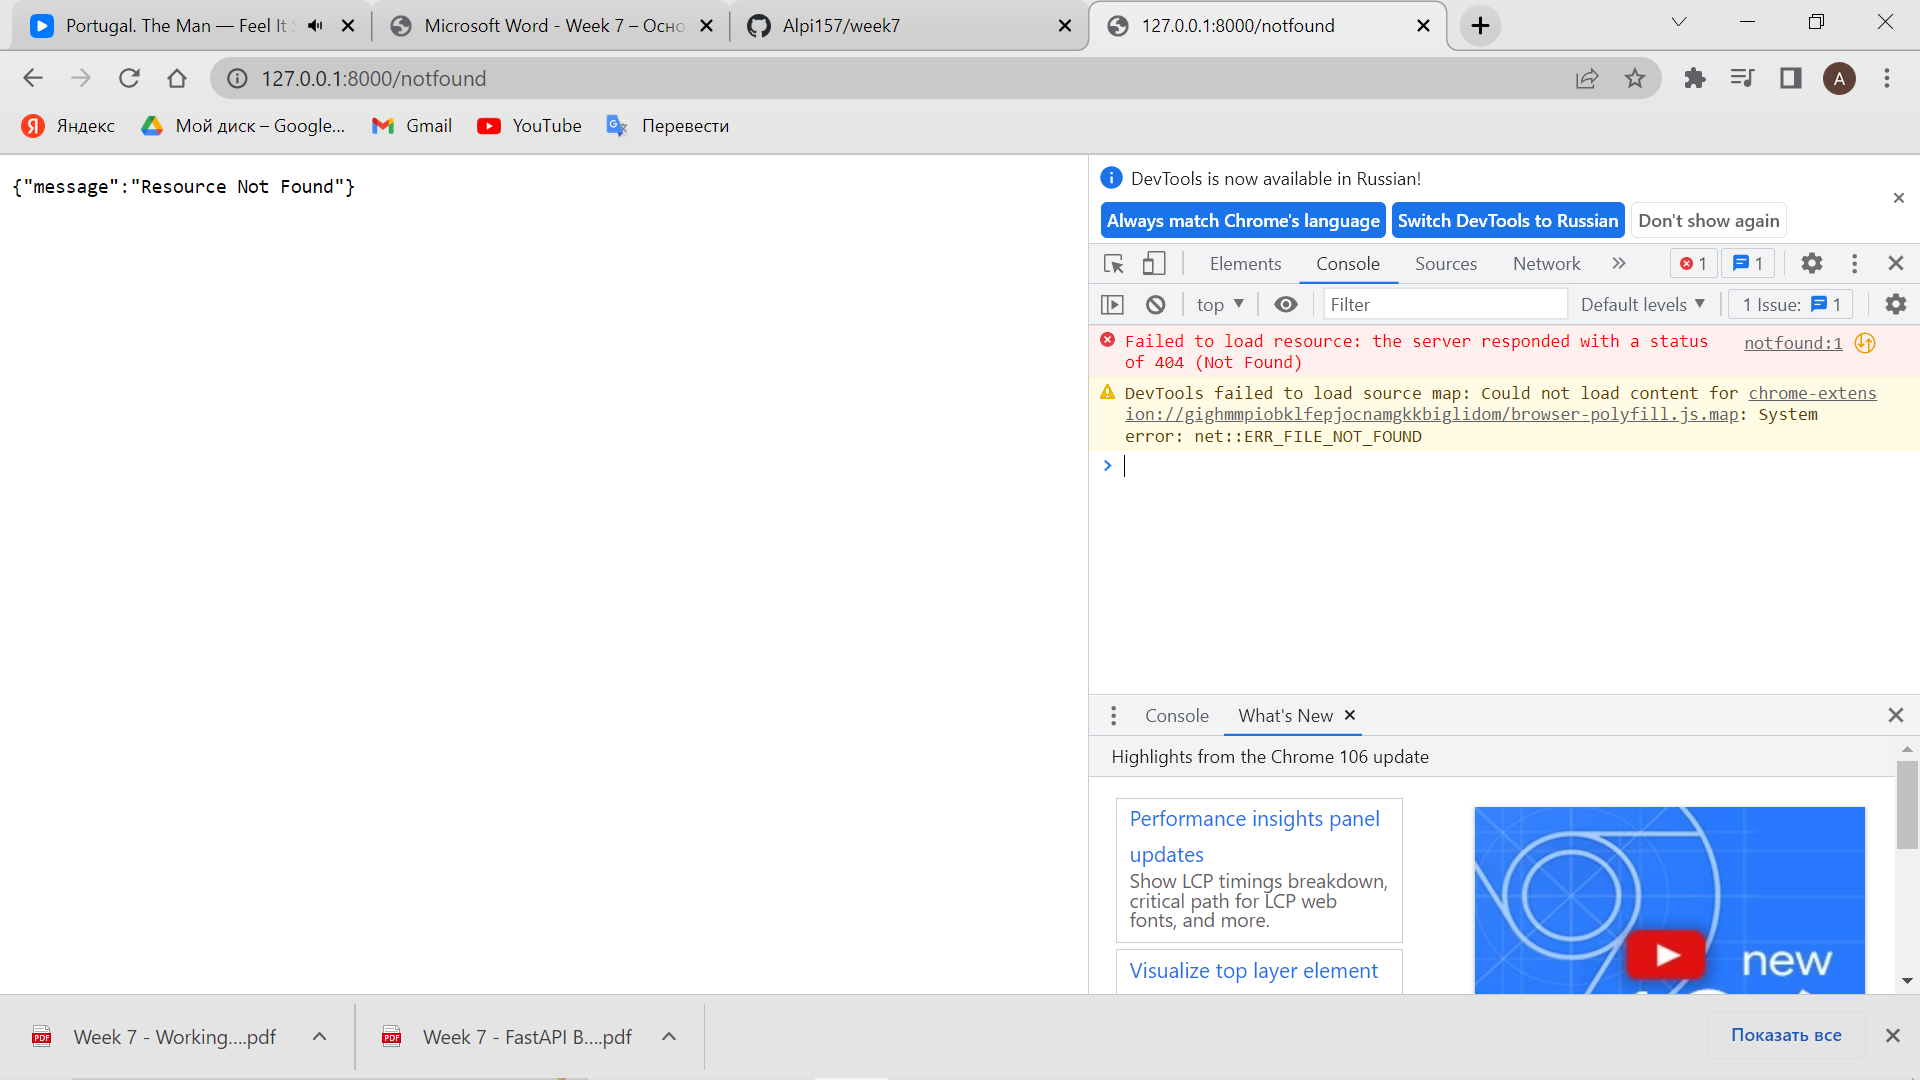 Portugal. The Man — Feel It S
Microsoft Word - Week 7 – Осно
Alpi157/week7
127.0.0.1:8000/notfound
127.0.0.1:8000/notfound
A
Яндекс
Мой диск – Google...
Gmail
YouTube
Перевести
{"message":"Resource Not Found"}
DevTools is now available in Russian!
Always match Chrome's language
Switch DevTools to Russian
Don't show again
Elements
Console
Sources
Network
1
1
top
Filter
Default levels
1 Issue:
1
Failed to load resource: the server responded with a status
of 404 (Not Found)
notfound:1
DevTools failed to load source map: Could not load content for chrome-extens
ion://gighmmpiobklfepjocnamgkkbiglidom/browser-polyfill.js.map: System
error: net::ERR_FILE_NOT_FOUND
Console
What's New
Highlights from the Chrome 106 update
Performance insights panel
updates
Show LCP timings breakdown,
critical path for LCP web
fonts, and more.
Visualize top layer element
new
Week 7 - Working....pdf
Week 7 - FastAPI B....pdf
Показать все